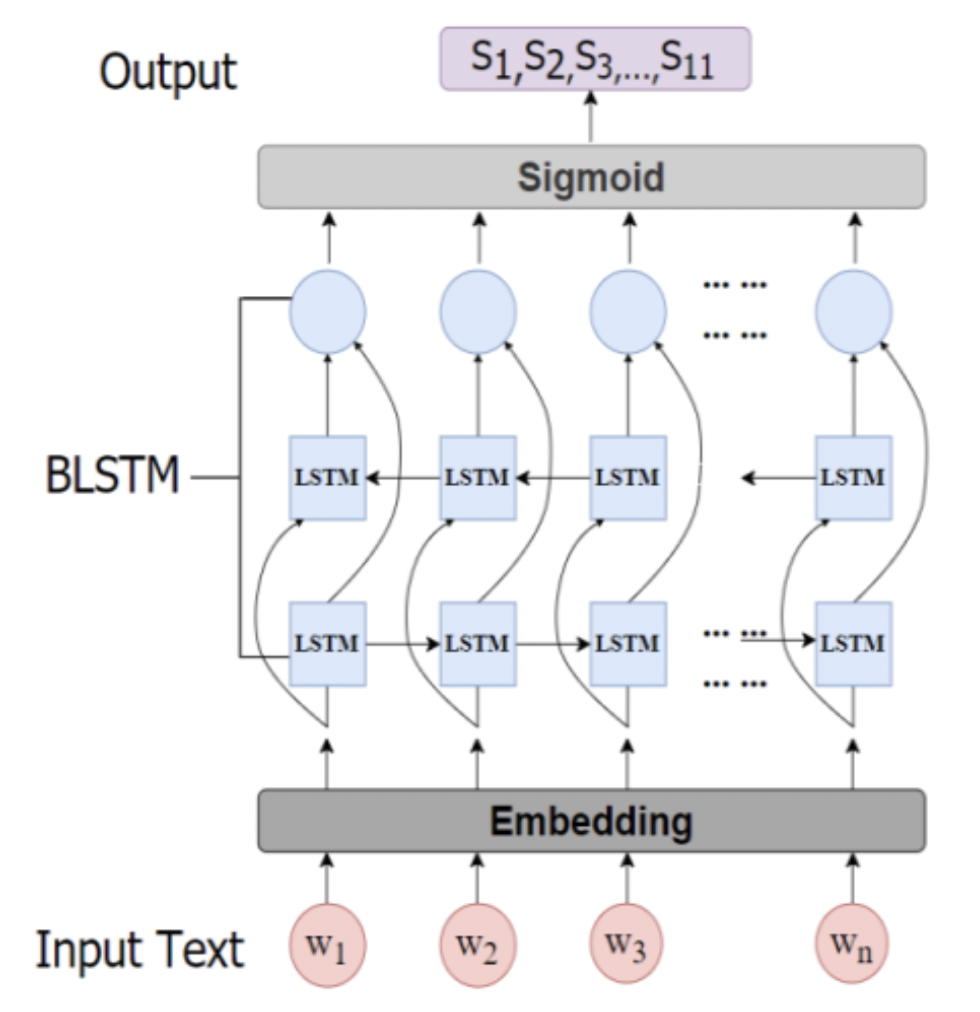 Output
S1,S2,S3,...,S11
Sigmoid
... ...
... ...
BLSTM
LSTM LSTM LSTM LSTM
LSTM LSTM LSTM ... ... LSTM
... ...
Embedding
Input Text
w1 w2 w3 wn